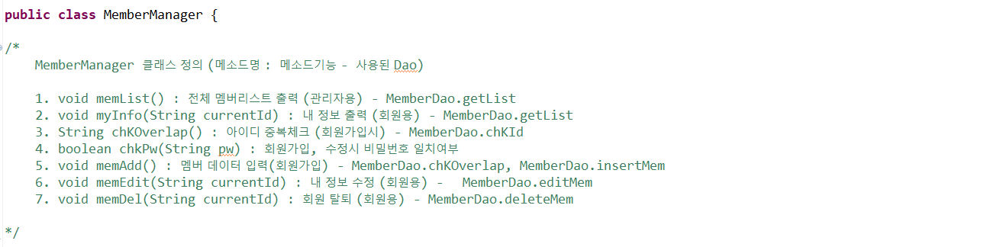 public class MemberManager {
/*
MemberManager 클래스 정의 (메소드명 : 메소드기능 - 사용된 Dao)
1. void memList() : 전체 멤버리스트 출력 (관리자용) - MemberDao.getList
2. void myInfo(String currentId) : 내 정보 출력 (회원용) - MemberDao.getList
3. String chKOverlap() : 아이디 중복체크 (회원가입시) - MemberDao.chKId
4. boolean chkPw(String pw) : 회원가입, 수정시 비밀번호 일치여부
5. void memAdd() : 멤버 데이터 입력(회원가입) - MemberDao.chKOverlap, MemberDao.insertMem
6. void memEdit(String currentId) : 내 정보 수정 (회원용) - MemberDao.editMem
7. void memDel(String currentId) : 회원 탈퇴 (회원용) - MemberDao.deleteMem
*/